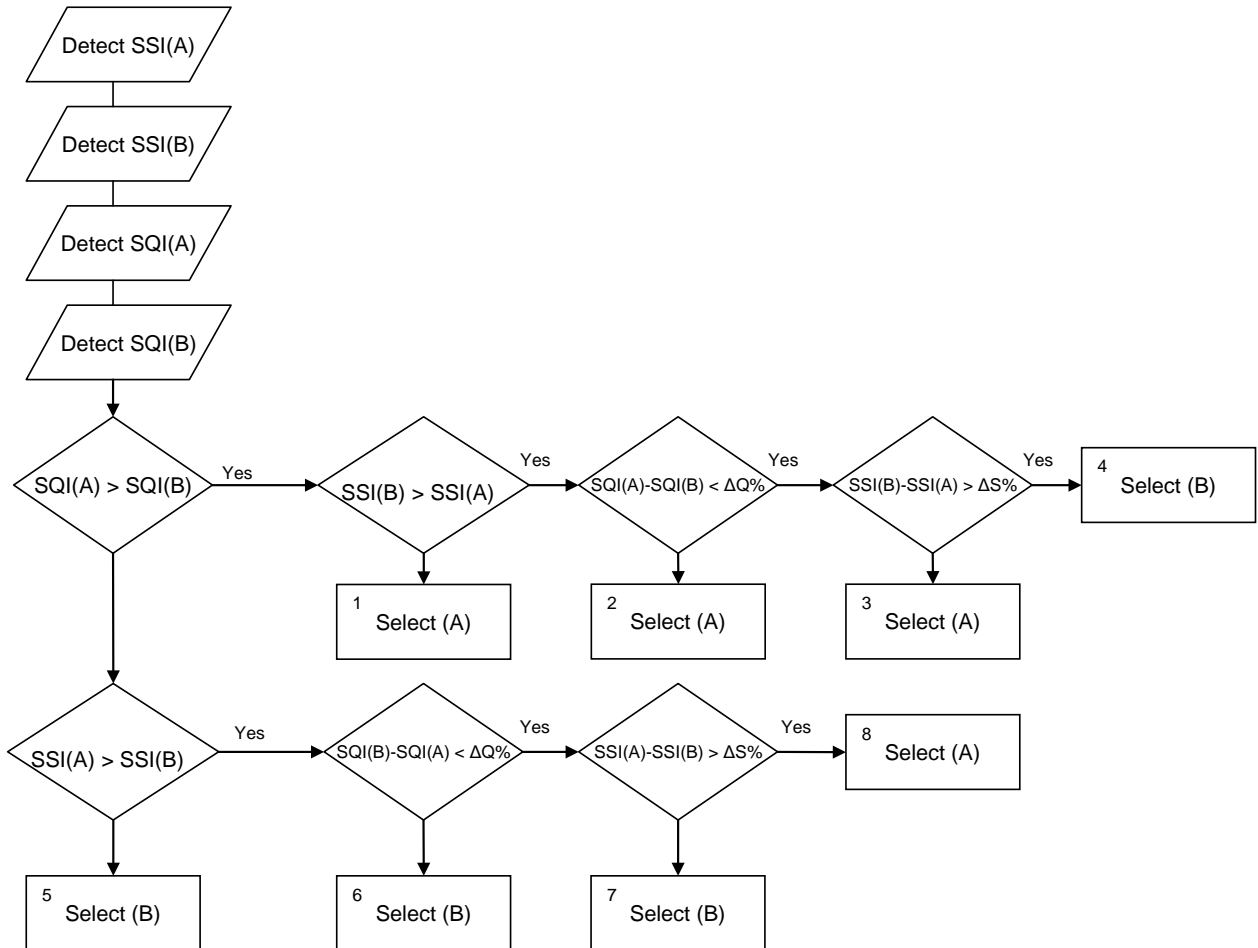 Detect SSI(A)
Detect SSI(B)
Detect SQI(A)
Detect SQI(B)
SQI(A) > SQI(B)
Yes
SSI(B) > SSI(A)
Yes
SQI(A)-SQI(B) < ΔQ%
Yes
SSI(B)-SSI(A) > ΔS%
Yes
4
Select (B)
1
Select (A)
2
Select (A)
3
Select (A)
SSI(A) > SSI(B)
Yes
SQI(B)-SQI(A) < ΔQ%
Yes
SSI(A)-SSI(B) > ΔS%
Yes
8
Select (A)
5
Select (B)
6
Select (B)
7
Select (B)